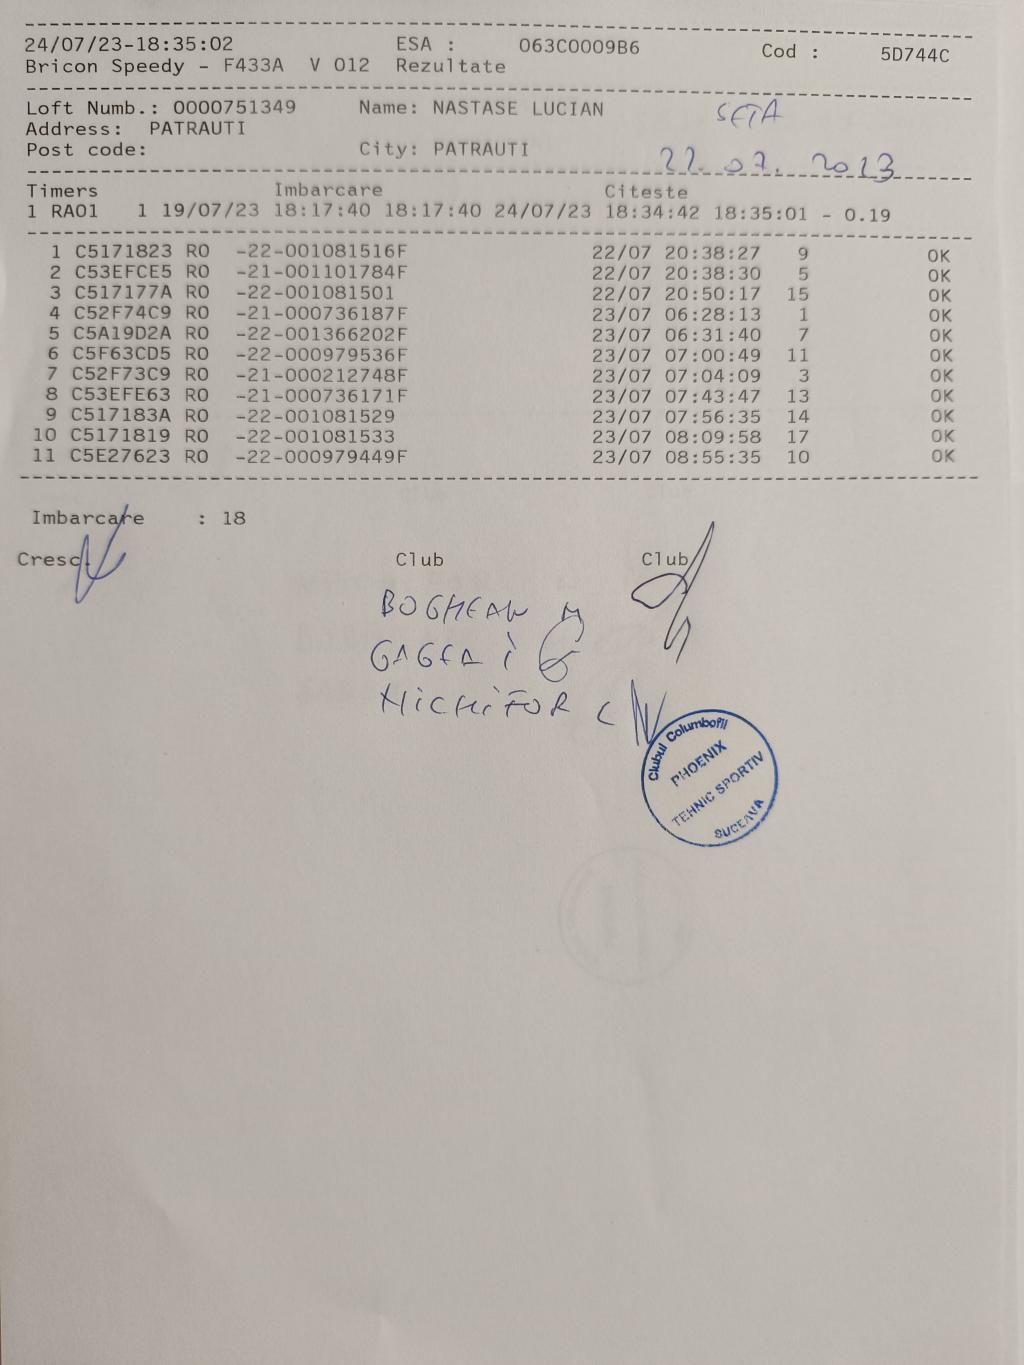 24/07/23-18:35:02 ESA : 063C0009B6 Cod : 5D744C
Bricon Speedy - F433A V 012 Rezultate
Loft Numb.: 0000751349 Name: NASTASE LUCIAN SETA
Address: PATRAUTI
Post code: City: PATRAUTI 22.07.2023
Timers Imbarcare Citeste
1 RA01 1 19/07/23 18:17:40 18:17:40 24/07/23 18:34:42 18:35:01 - 0.19
1 C5171823 RO -22-001081516F 22/07 20:38:27 9 OK
2 C53EFCE5 RO -21-001101784F 22/07 20:38:30 5 OK
3 C517177A RO -22-001081501 22/07 20:50:17 15 OK
4 C52F74C9 RO -21-000736187F 23/07 06:28:13 1 OK
5 C5A19D2A RO -22-001366202F 23/07 06:31:40 7 OK
6 C5F63CD5 RO -22-000979536F 23/07 07:00:49 11 OK
7 C52F73C9 RO -21-000212748F 23/07 07:04:09 3 OK
8 C53EFE63 RO -21-000736171F 23/07 07:43:47 13 OK
9 C517183A RO -22-001081529 23/07 07:56:35 14 OK
10 C5171819 RO -22-001081533 23/07 08:09:58 17 OK
11 C5E27623 RO -22-000979449F 23/07 08:55:35 10 OK
Imbarcare : 18
Cresc. Club Club
BOGHEAN M
GAGEA I
NICHIFOR C
Clubul Columbofil
PHOENIX
TEHNIC SPORTIV
SUCEAVA